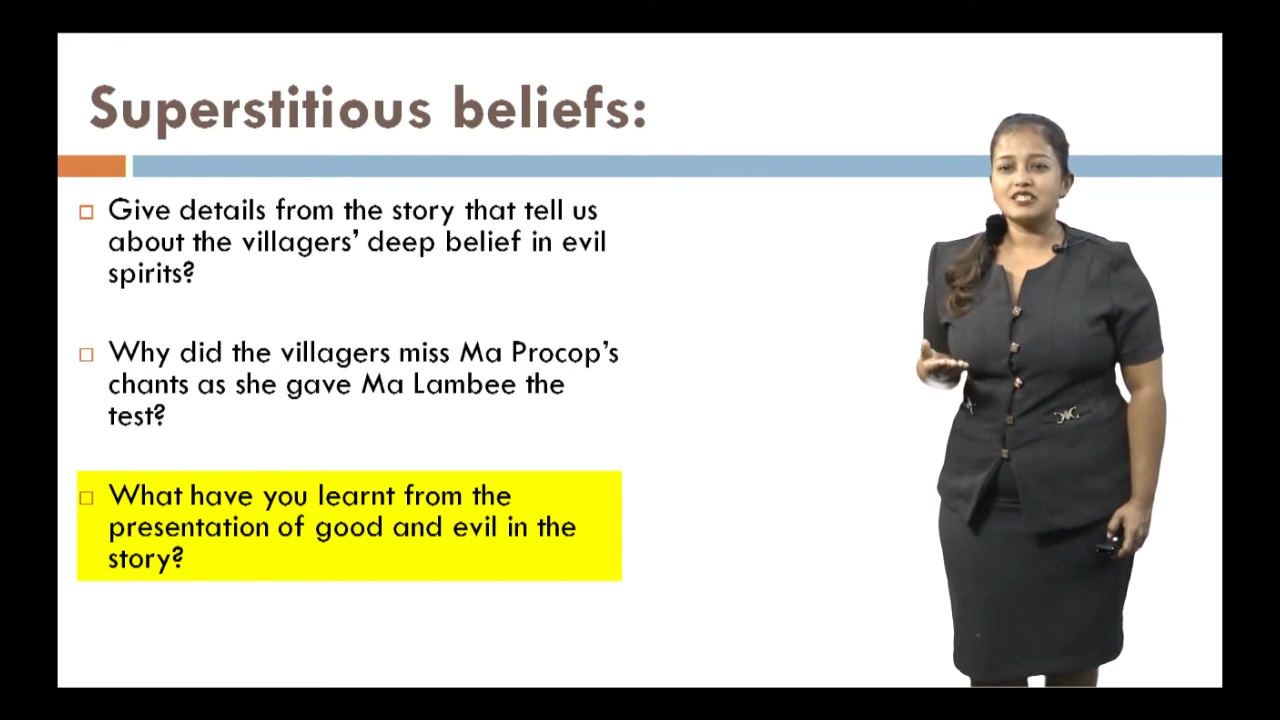 Superstitious beliefs:
Give details from the story that tell us
about the villagers’ deep belief in evil
spirits?
Why did the villagers miss Ma Procop’s
chants as she gave Ma Lambee the
test?
What have you learnt from the
presentation of good and evil in the
story?